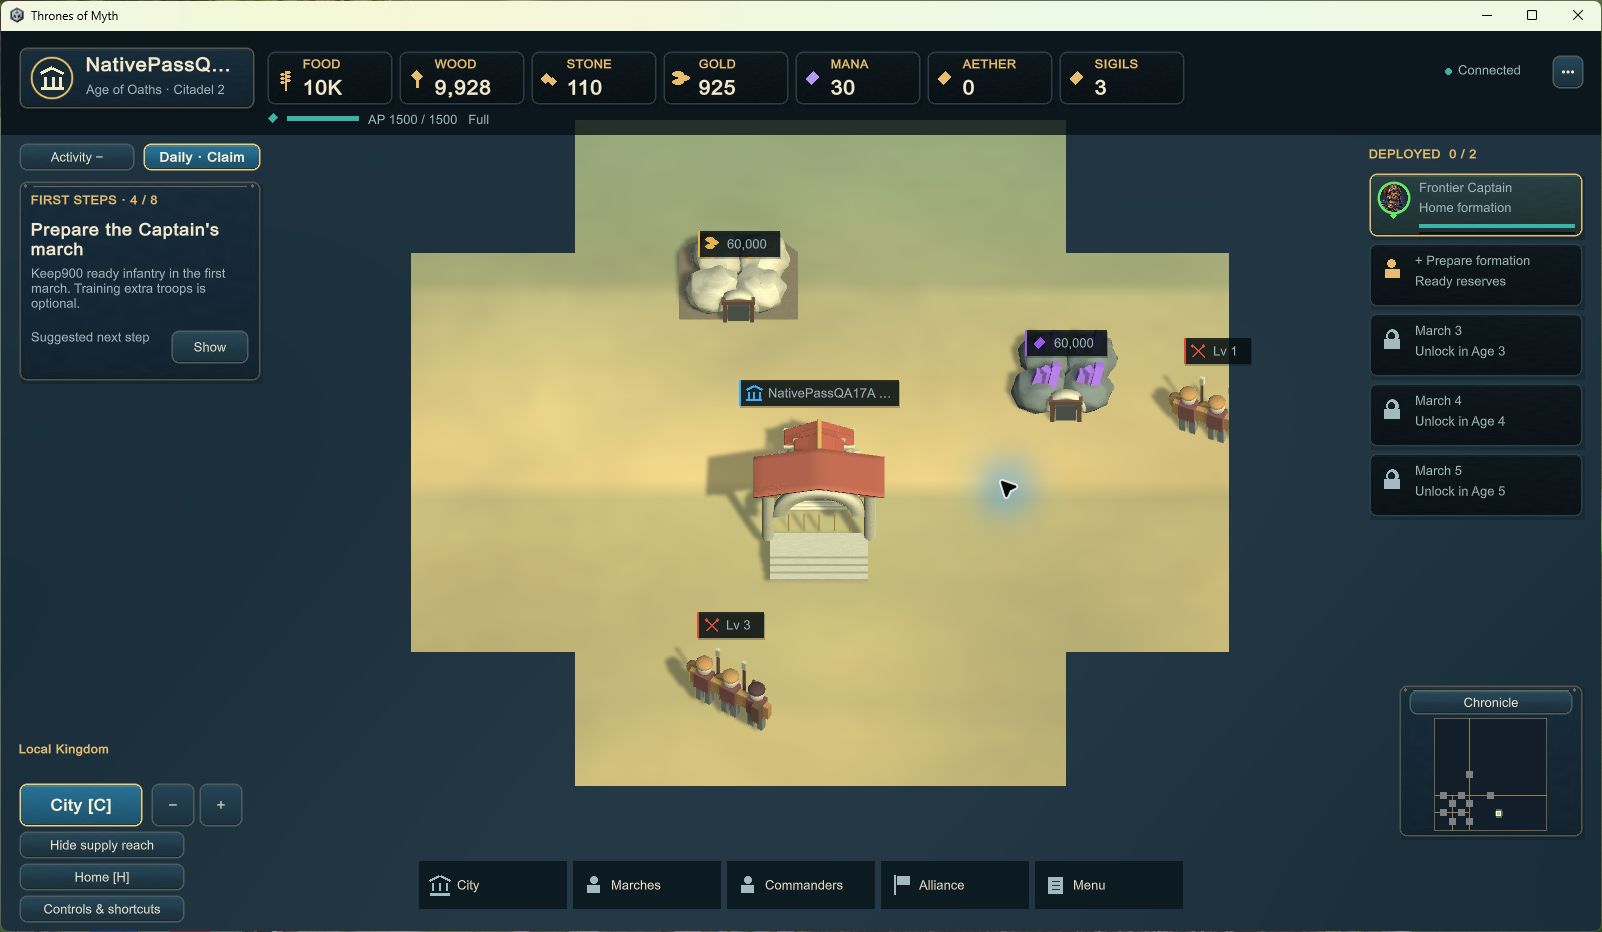 Thrones of Myth
NativePassQ...
Age of Oaths · Citadel 2
FOOD
10K
WOOD
9,928
STONE
110
GOLD
925
MANA
30
AETHER
0
SIGILS
3
Connected
AP 1500 / 1500 Full
Activity –
Daily · Claim
FIRST STEPS · 4 / 8
Prepare the Captain's
march
Keep900 ready infantry in the first
march. Training extra troops is
optional.
Suggested next step
Show
DEPLOYED 0 / 2
Frontier Captain
Home formation
+ Prepare formation
Ready reserves
March 3
Unlock in Age 3
March 4
Unlock in Age 4
March 5
Unlock in Age 5
60,000
60,000
Lv 1
NativePassQA17A ...
Lv 3
Local Kingdom
City [C]
–
+
Hide supply reach
Home [H]
Controls & shortcuts
Chronicle
City
Marches
Commanders
Alliance
Menu